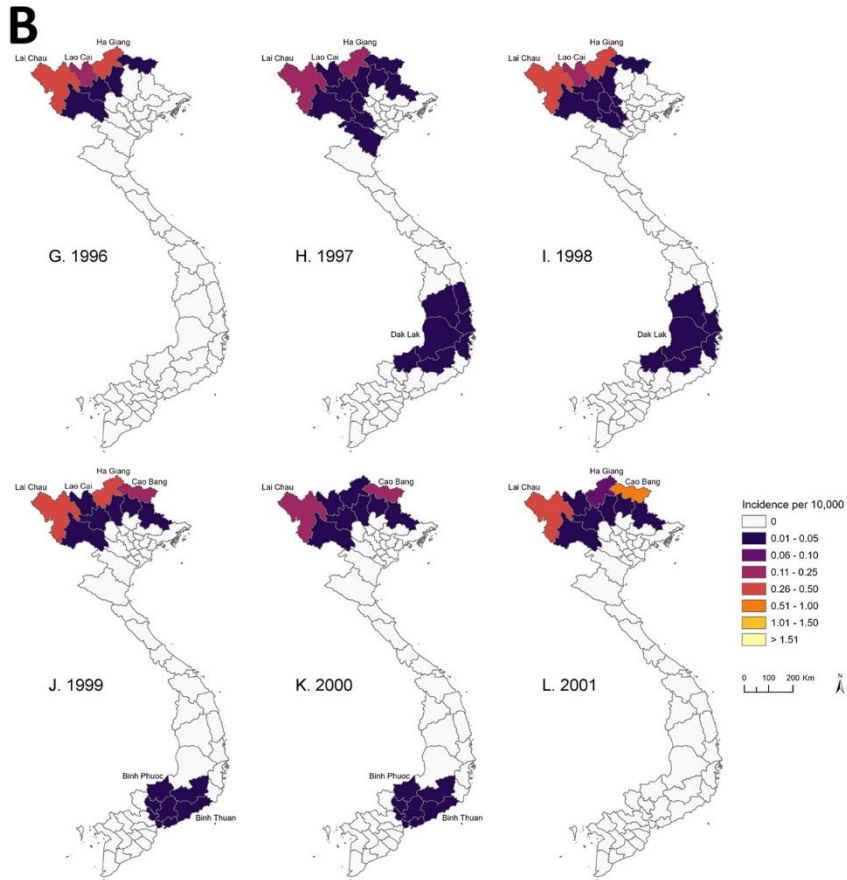 B
Ha Giang
Lao Cai
Lai Chau
G. 1996
Ha Giang
Lao Cai
Lai Chau
Dak Lak
H. 1997
Ha Giang
Lao Cai
Lai Chau
Dak Lak
I. 1998
Ha Giang
Lao Cai
Cao Bang
Lai Chau
J. 1999
Binh Phuoc
Binh Thuan
Cao Bang
Lai Chau
K. 2000
Binh Phuoc
Binh Thuan
Ha Giang
Cao Bang
Lai Chau
L. 2001
Incidence per 10,000
0
0.01 - 0.05
0.06 - 0.10
0.11 - 0.25
0.26 - 0.50
0.51 - 1.00
1.01 - 1.50
> 1.51
0 100 200 Km
N